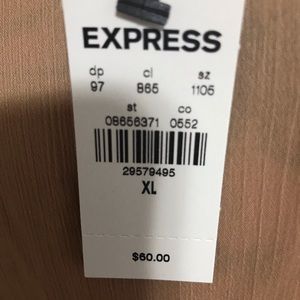 EXPRESS
dp cl sz
97 865 1105
st co
08656371 0552
29579495
XL
$60.00